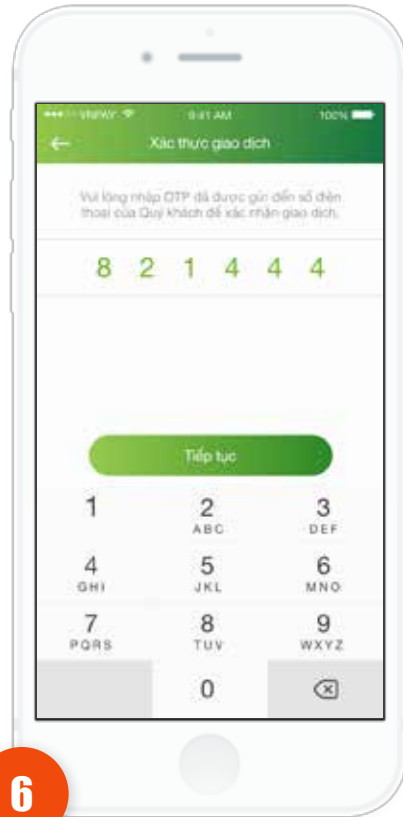 9:41 AM
100%
Xác thực giao dịch
Vui lòng nhập OTP đã được gửi đến số điện
thoại của Quý khách để xác nhận giao dịch.
8 2 1 4 4 4
Tiếp tục
1 2 3
ABC DEF
4 5 6
GHI JKL MNO
7 8 9
PQRS TUV WXYZ
0
6